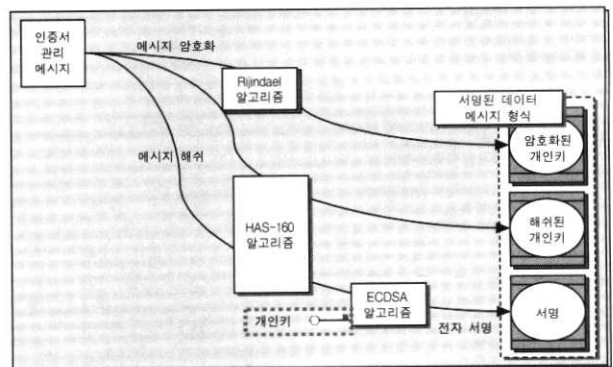 인증서
관리
메시지
메시지 암호화
Rijindael
알고리즘
서명된 데이터
메시지 형식
암호화된
개인키
메시지 해쉬
HAS-160
알고리즘
해쉬된
개인키
ECDSA
알고리즘
개인키
전자 서명
서명